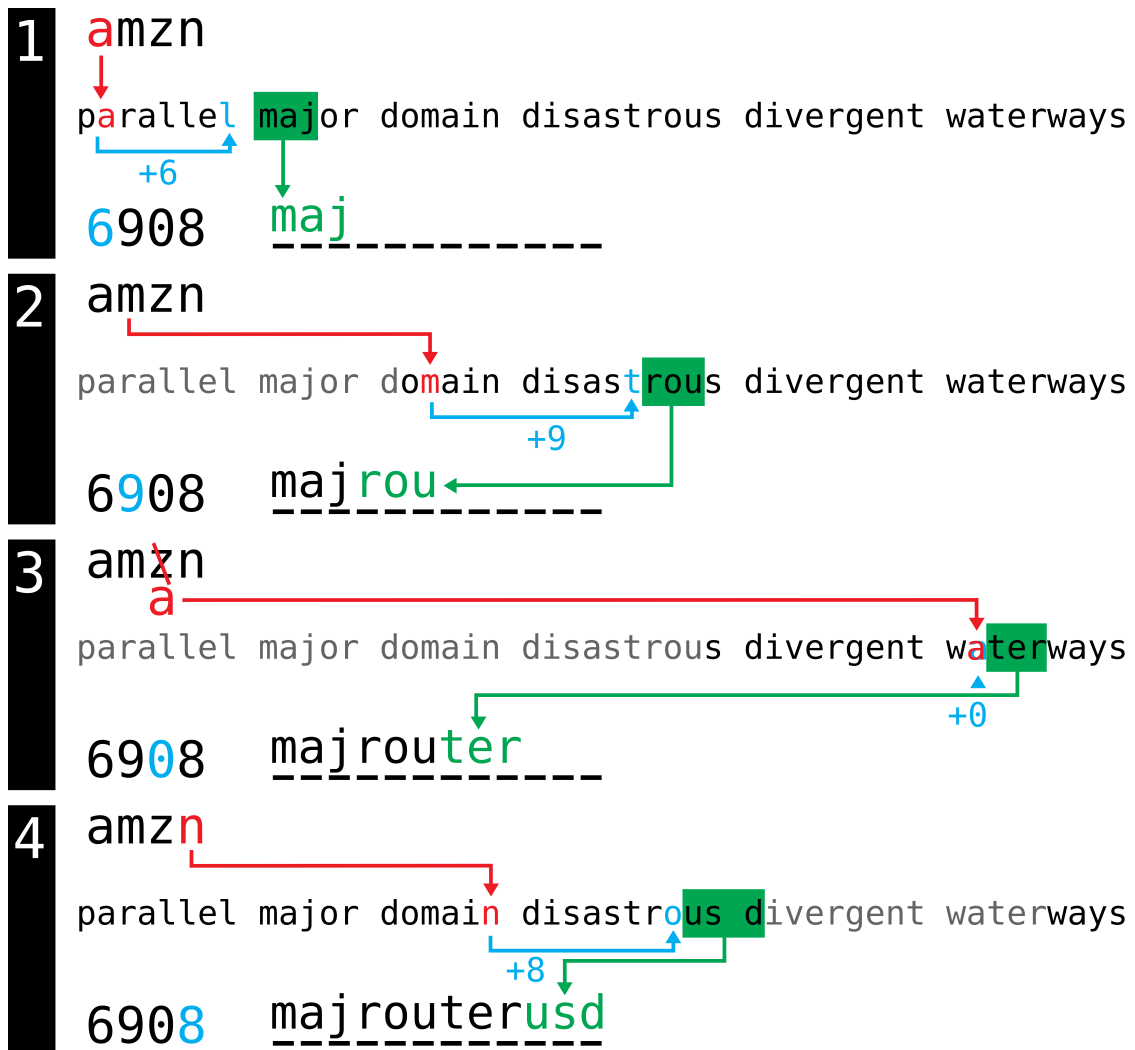 1
amzn
parallel major domain disastrous divergent waterways
+6
maj
6908
2
amzn
parallel major domain disastrous divergent waterways
+9
majrou
6908
3
amzn
a
parallel major domain disastrous divergent waterways
+0
majrouter
6908
4
amzn
parallel major domain disastrous divergent waterways
+8
majrouterusd
6908